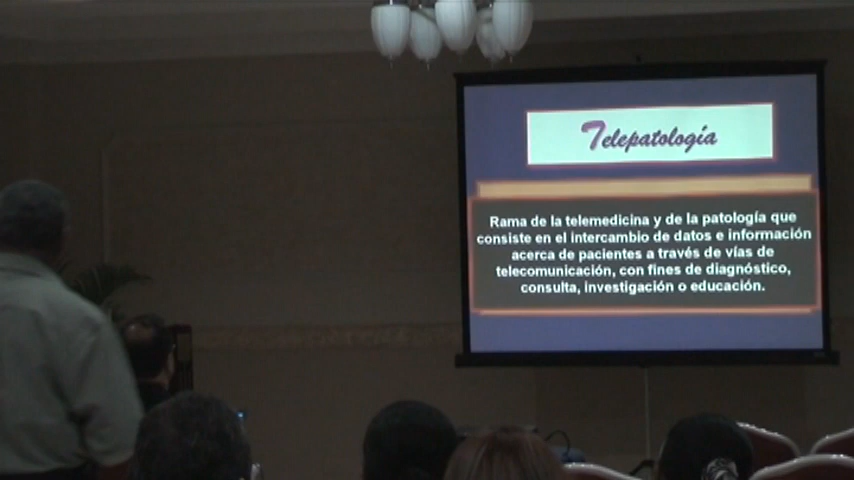 Telepatología
Rama de la telemedicina y de la patología que
consiste en el intercambio de datos e información
acerca de pacientes a través de vías de
telecomunicación, con fines de diagnóstico,
consulta, investigación o educación.